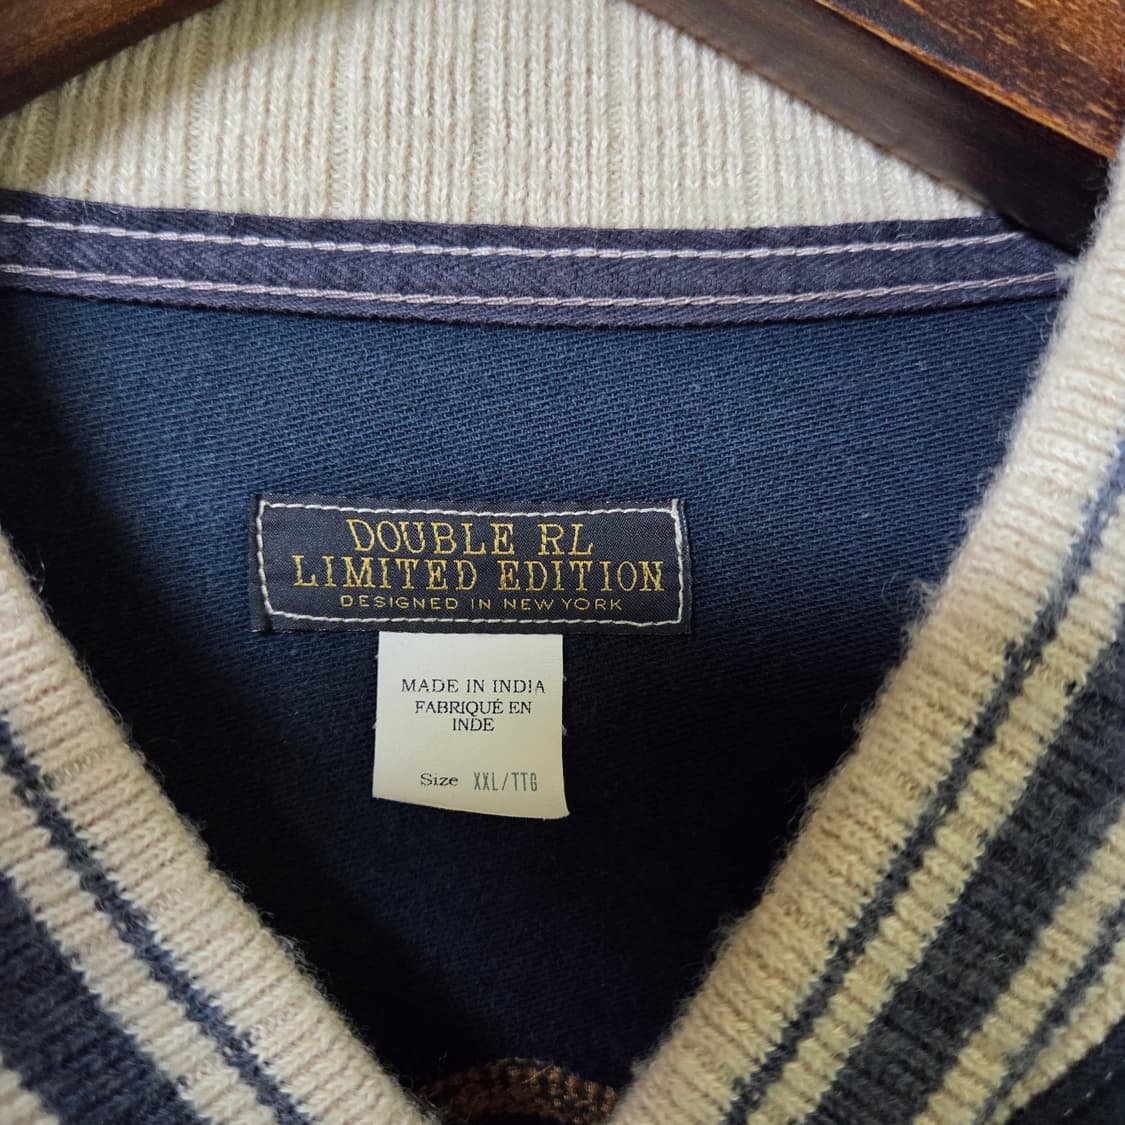 DOUBLE RL
LIMITED EDITION
DESIGNED IN NEW YORK
MADE IN INDIA
FABRIQUÉ EN
INDE
Size XXL/TTG